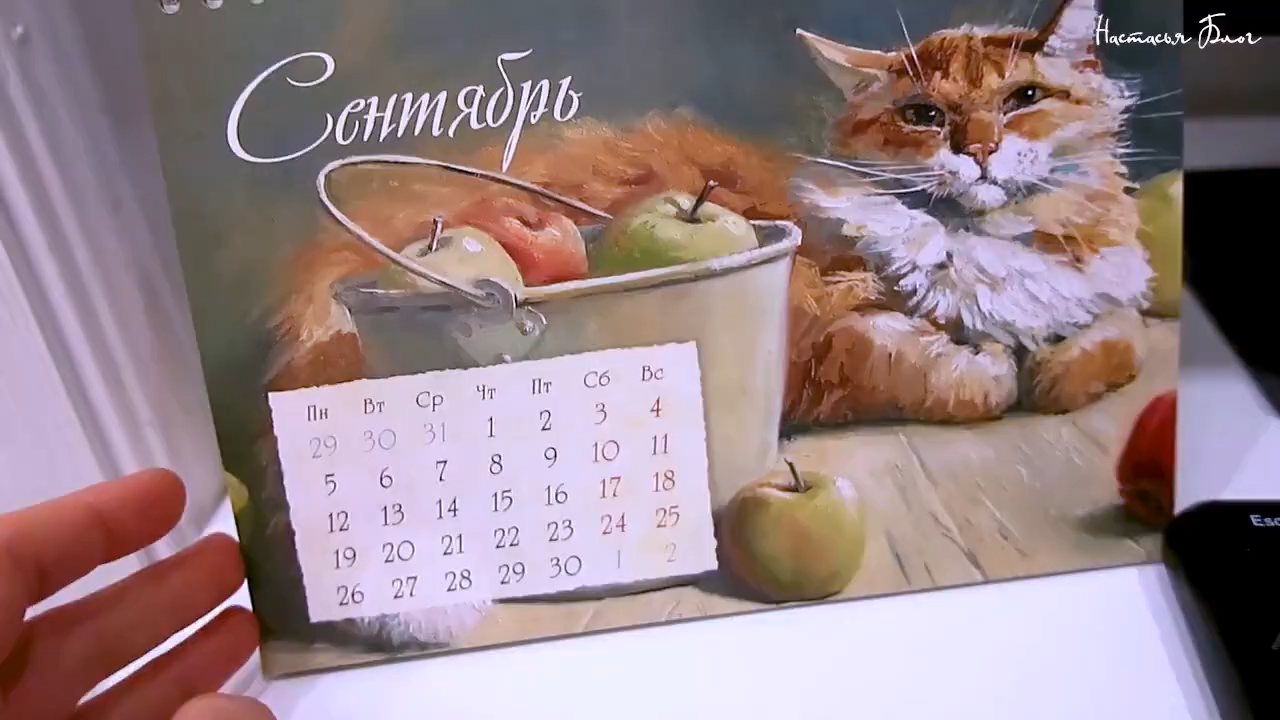 Настасья Блог
Сентябрь
Пн Вт Ср Чт Пт Сб Вс
29 30 31 1 2 3 4
5 6 7 8 9 10 11
12 13 14 15 16 17 18
19 20 21 22 23 24 25
26 27 28 29 30 1 2
Esc